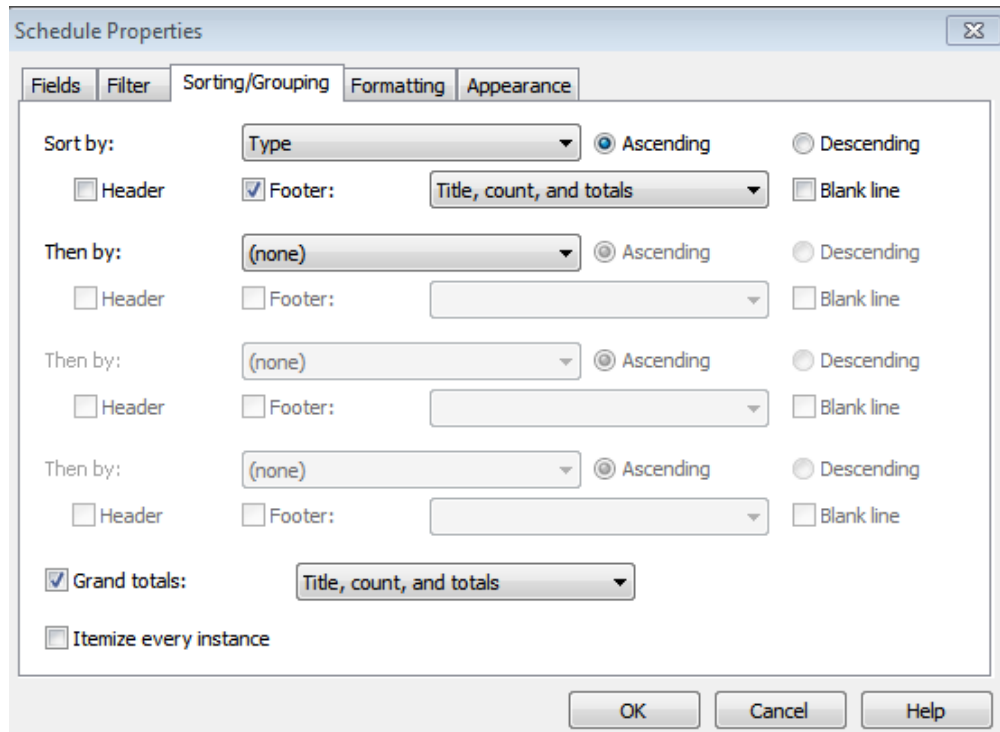 Schedule Properties
Fields Filter Sorting/Grouping Formatting Appearance
Sort by: Type Ascending Descending
Header Footer: Title, count, and totals Blank line
Then by: (none) Ascending Descending
Header Footer: Blank line
Then by: (none) Ascending Descending
Header Footer: Blank line
Then by: (none) Ascending Descending
Header Footer: Blank line
Grand totals: Title, count, and totals
Itemize every instance
OK Cancel Help